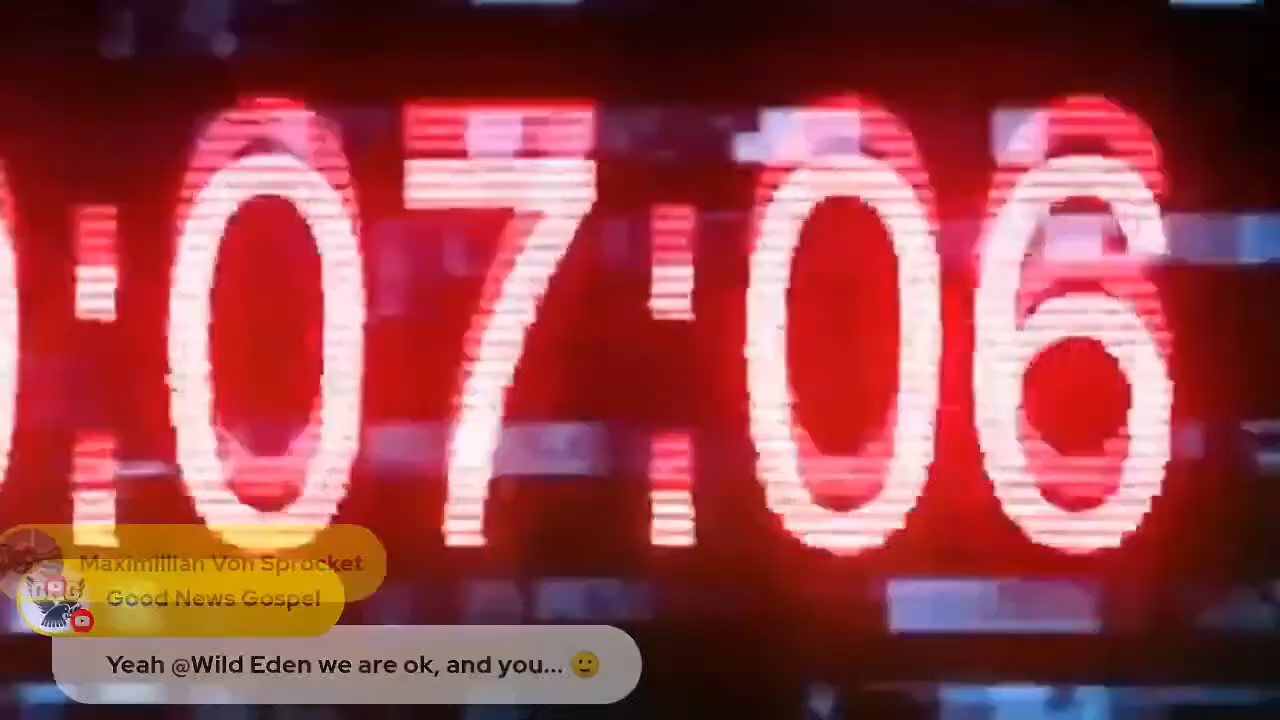 0:07:06
Maximillian Von Sprocket
Good News Gospel
Yeah @Wild Eden we are ok, and you... 🙂